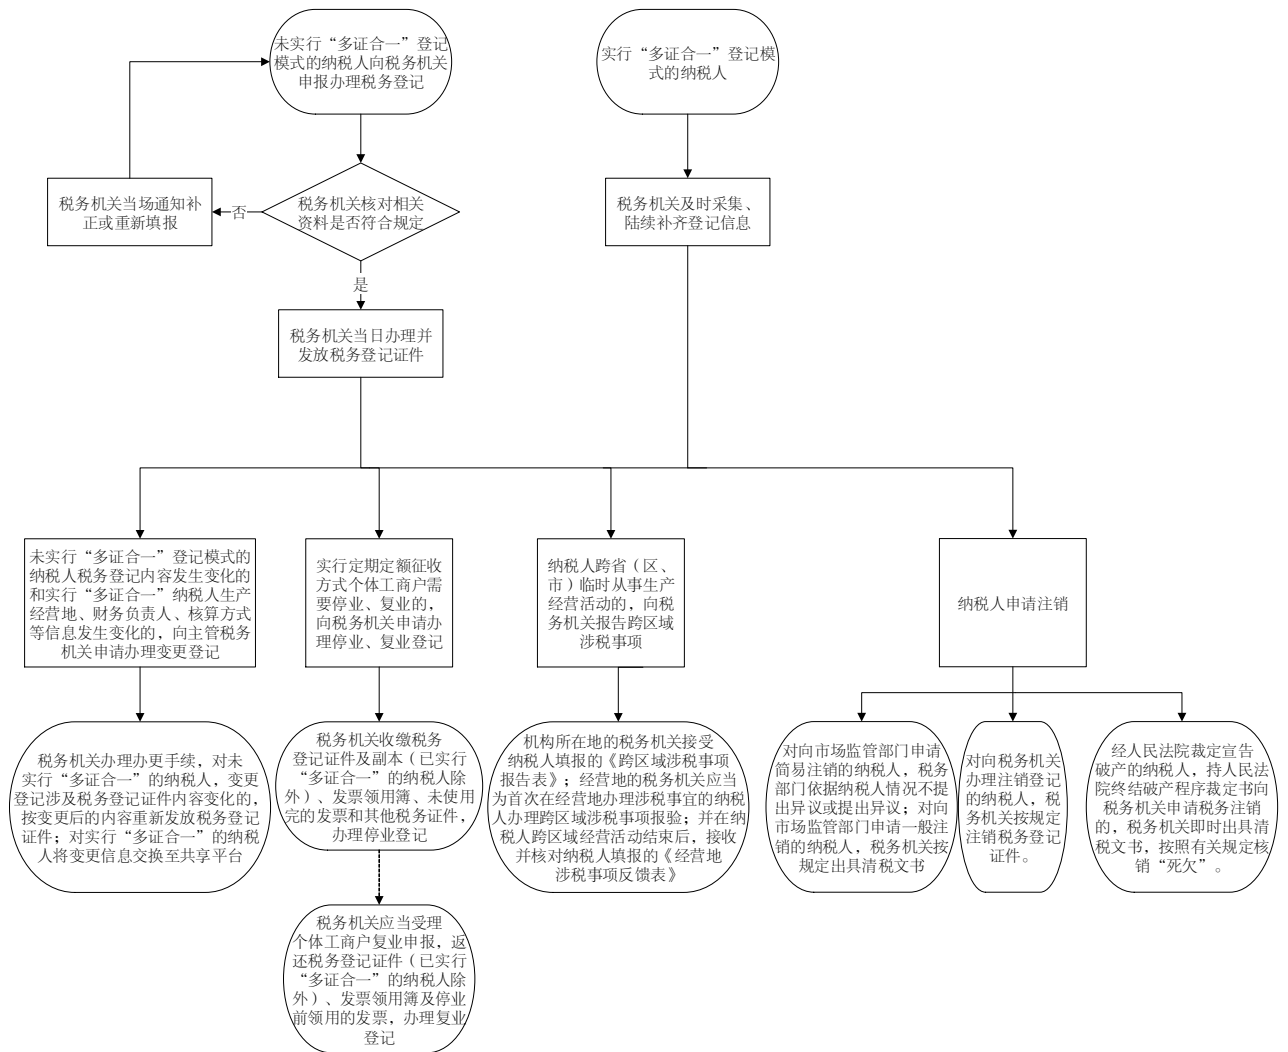 未实行“多证合一”登记
模式的纳税人向税务机关
申报办理税务登记
实行“多证合一”登记模
式的纳税人
税务机关当场通知补
正或重新填报
否
税务机关核对相关
资料是否符合规定
税务机关及时采集、
陆续补齐登记信息
是
税务机关当日办理并
发放税务登记证件
未实行“多证合一”登记模式的
纳税人税务登记内容发生变化的
和实行“多证合一”纳税人生产
经营地、财务负责人、核算方式
等信息发生变化的，向主管税务
机关申请办理变更登记
实行定期定额征收
方式个体工商户需
要停业、复业的，
向税务机关申请办
理停业、复业登记
纳税人跨省（区、
市）临时从事生产
经营活动的，向税
务机关报告跨区域
涉税事项
纳税人申请注销
税务机关办理办更手续，对未
实行“多证合一”的纳税人，变更
登记涉及税务登记证件内容变化的，
按变更后的内容重新发放税务登记
证件；对实行“多证合一”的纳税
人将变更信息交换至共享平台
税务机关收缴税务
登记证件及副本（已实行
“多证合一”的纳税人除
外）、发票领用簿、未使用
完的发票和其他税务证件，
办理停业登记
机构所在地的税务机关接受
纳税人填报的《跨区域涉税事项
报告表》；经营地的税务机关应当
为首次在经营地办理涉税事宜的纳税
人办理跨区域涉税事项报验；并在纳
税人跨区域经营活动结束后，接收
并核对纳税人填报的《经营地
涉税事项反馈表》
对向市场监管部门申请
简易注销的纳税人，税务
部门依据纳税人情况不提
出异议或提出异议；对向
市场监管部门申请一般注
销的纳税人，税务机关按
规定出具清税文书
对向税务机关
办理注销登记
的纳税人，税
务机关按规定
注销税务登记
证件。
经人民法院裁定宣告
破产的纳税人，持人民法
院终结破产程序裁定书向
税务机关申请税务注销
的，税务机关即时出具清
税文书，按照有关规定核
销“死欠”。
税务机关应当受理
个体工商户复业申报，返
还税务登记证件（已实行
“多证合一”的纳税人除
外）、发票领用簿及停业
前领用的发票，办理复业
登记